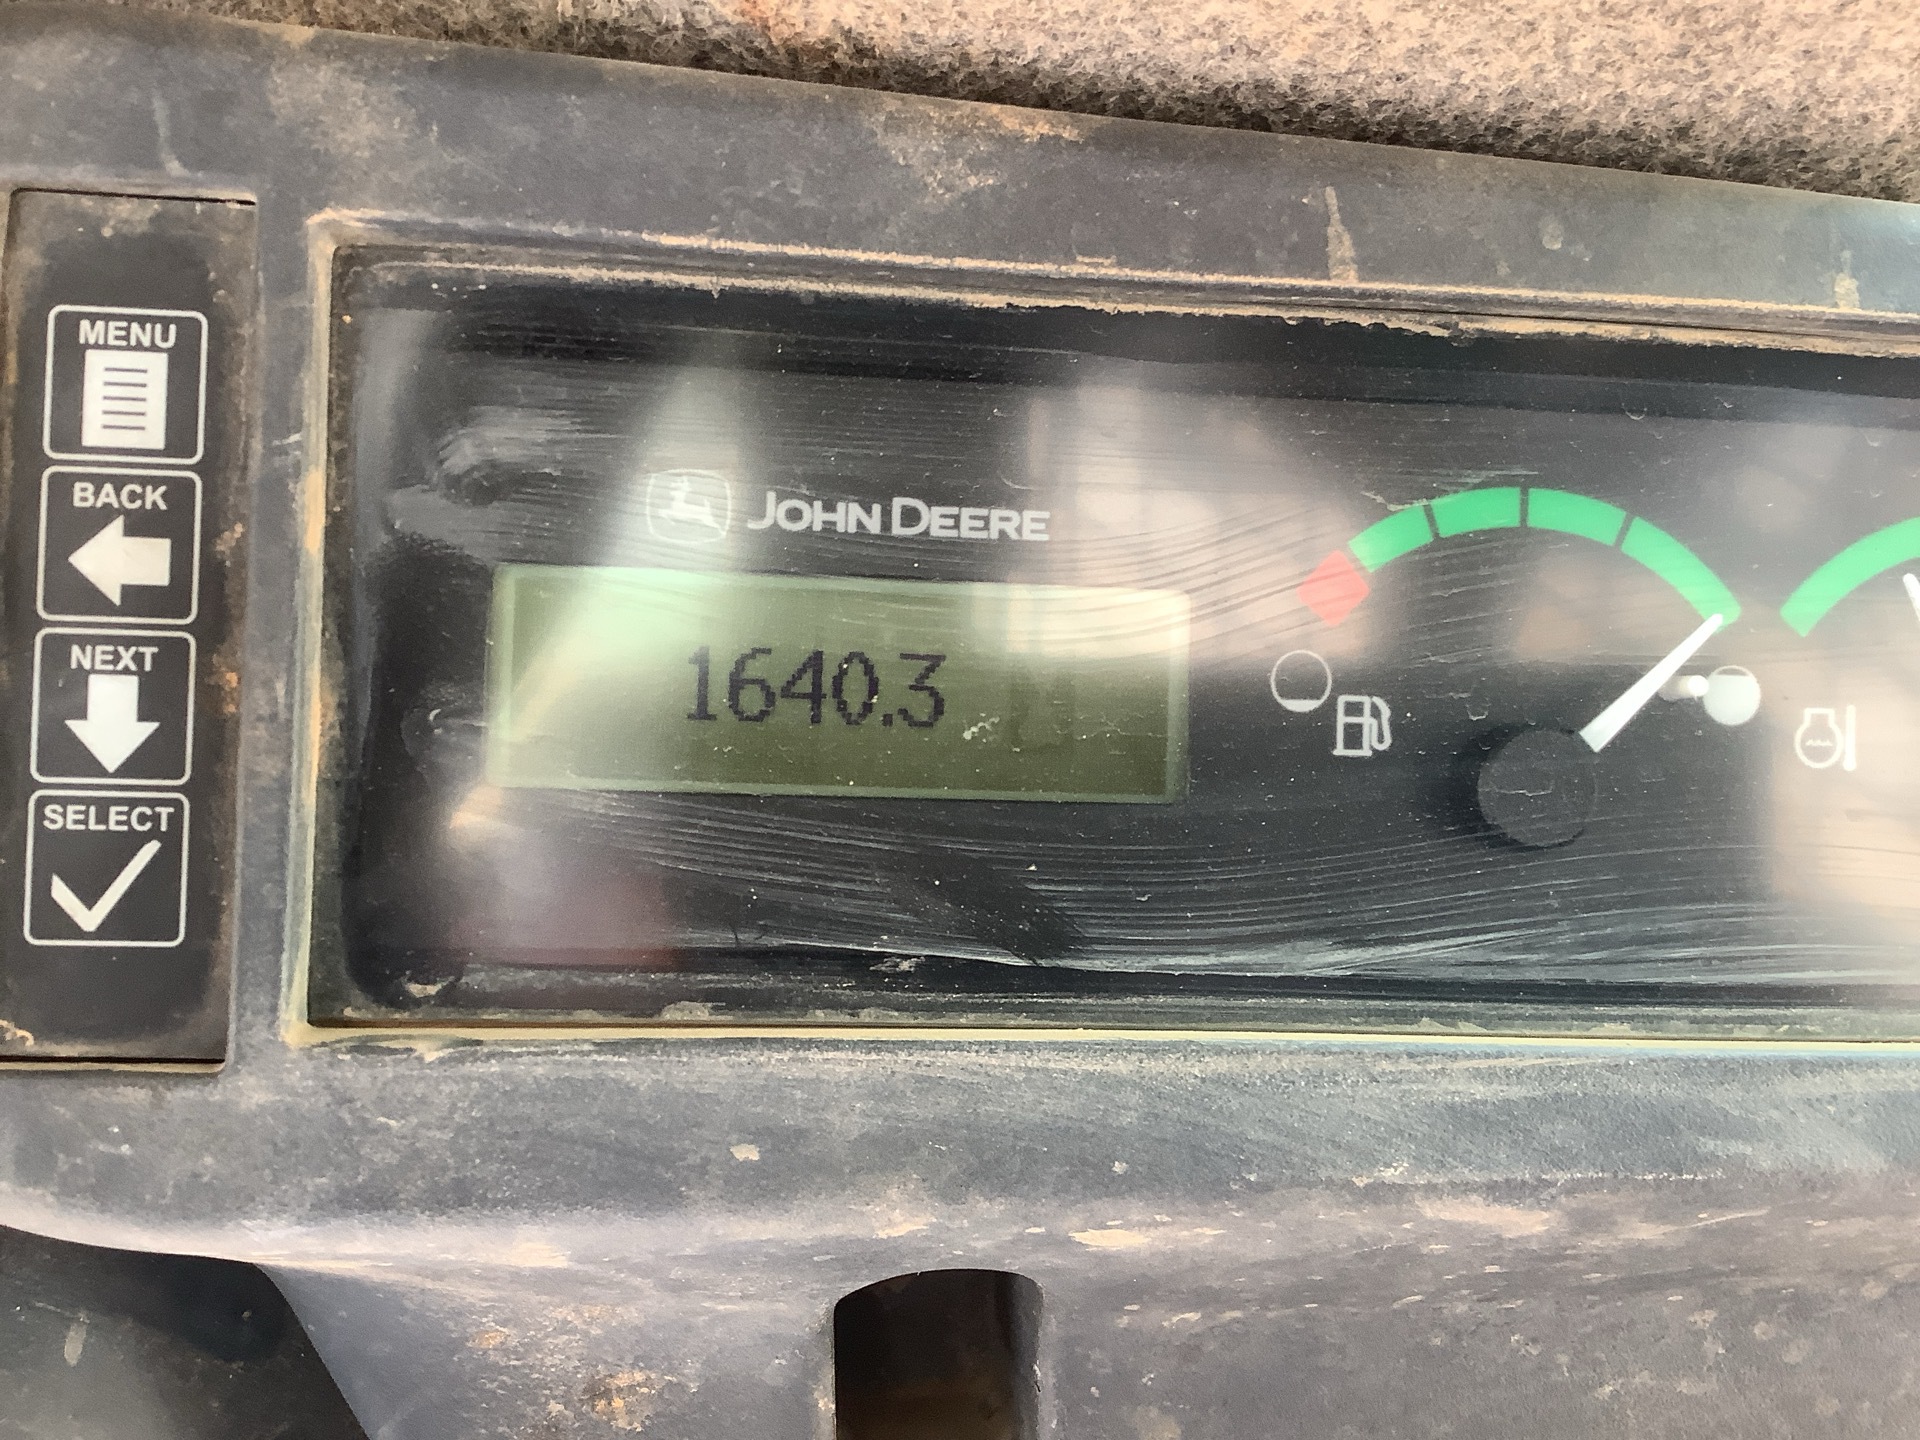 MENU
BACK
NEXT
SELECT
JOHN DEERE
1640.3